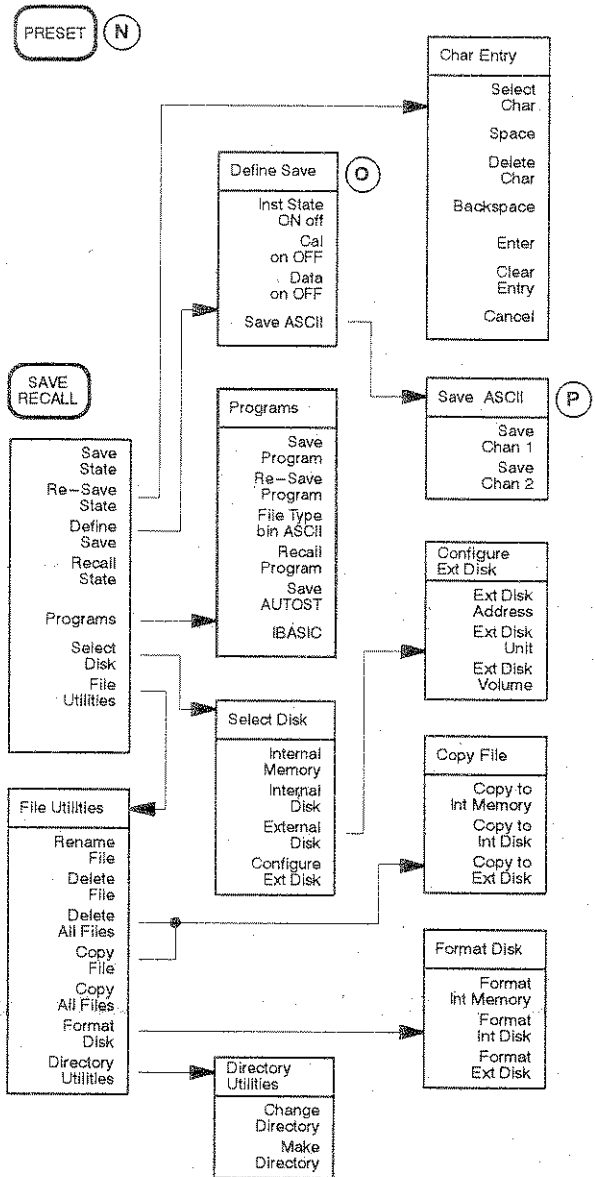 PRESET
N
Char Entry
Select
Char
Space
Delete
Char
Backspace
Enter
Clear
Entry
Cancel
Define Save
O
Inst State
ON off
Cal
on OFF
Data
on OFF
Save ASCII
Save ASCII
P
Save
Chan 1
Save
Chan 2
SAVE
RECALL
Save
State
Re-Save
State
Define
Save
Recall
State
Programs
Select
Disk
File
Utilities
Programs
Save
Program
Re-Save
Program
File Type
bin ASCII
Recall
Program
Save
AUTOST
IBASIC
Configure
Ext Disk
Ext Disk
Address
Ext Disk
Unit
Ext Disk
Volume
Select Disk
Internal
Memory
Internal
Disk
External
Disk
Configure
Ext Disk
Copy File
Copy to
Int Memory
Copy to
Int Disk
Copy to
Ext Disk
File Utilities
Rename
File
Delete
File
Delete
All Files
Copy
File
Copy
All Files
Format
Disk
Directory
Utilities
Format Disk
Format
Int Memory
Format
Int Disk
Format
Ext Disk
Directory
Utilities
Change
Directory
Make
Directory